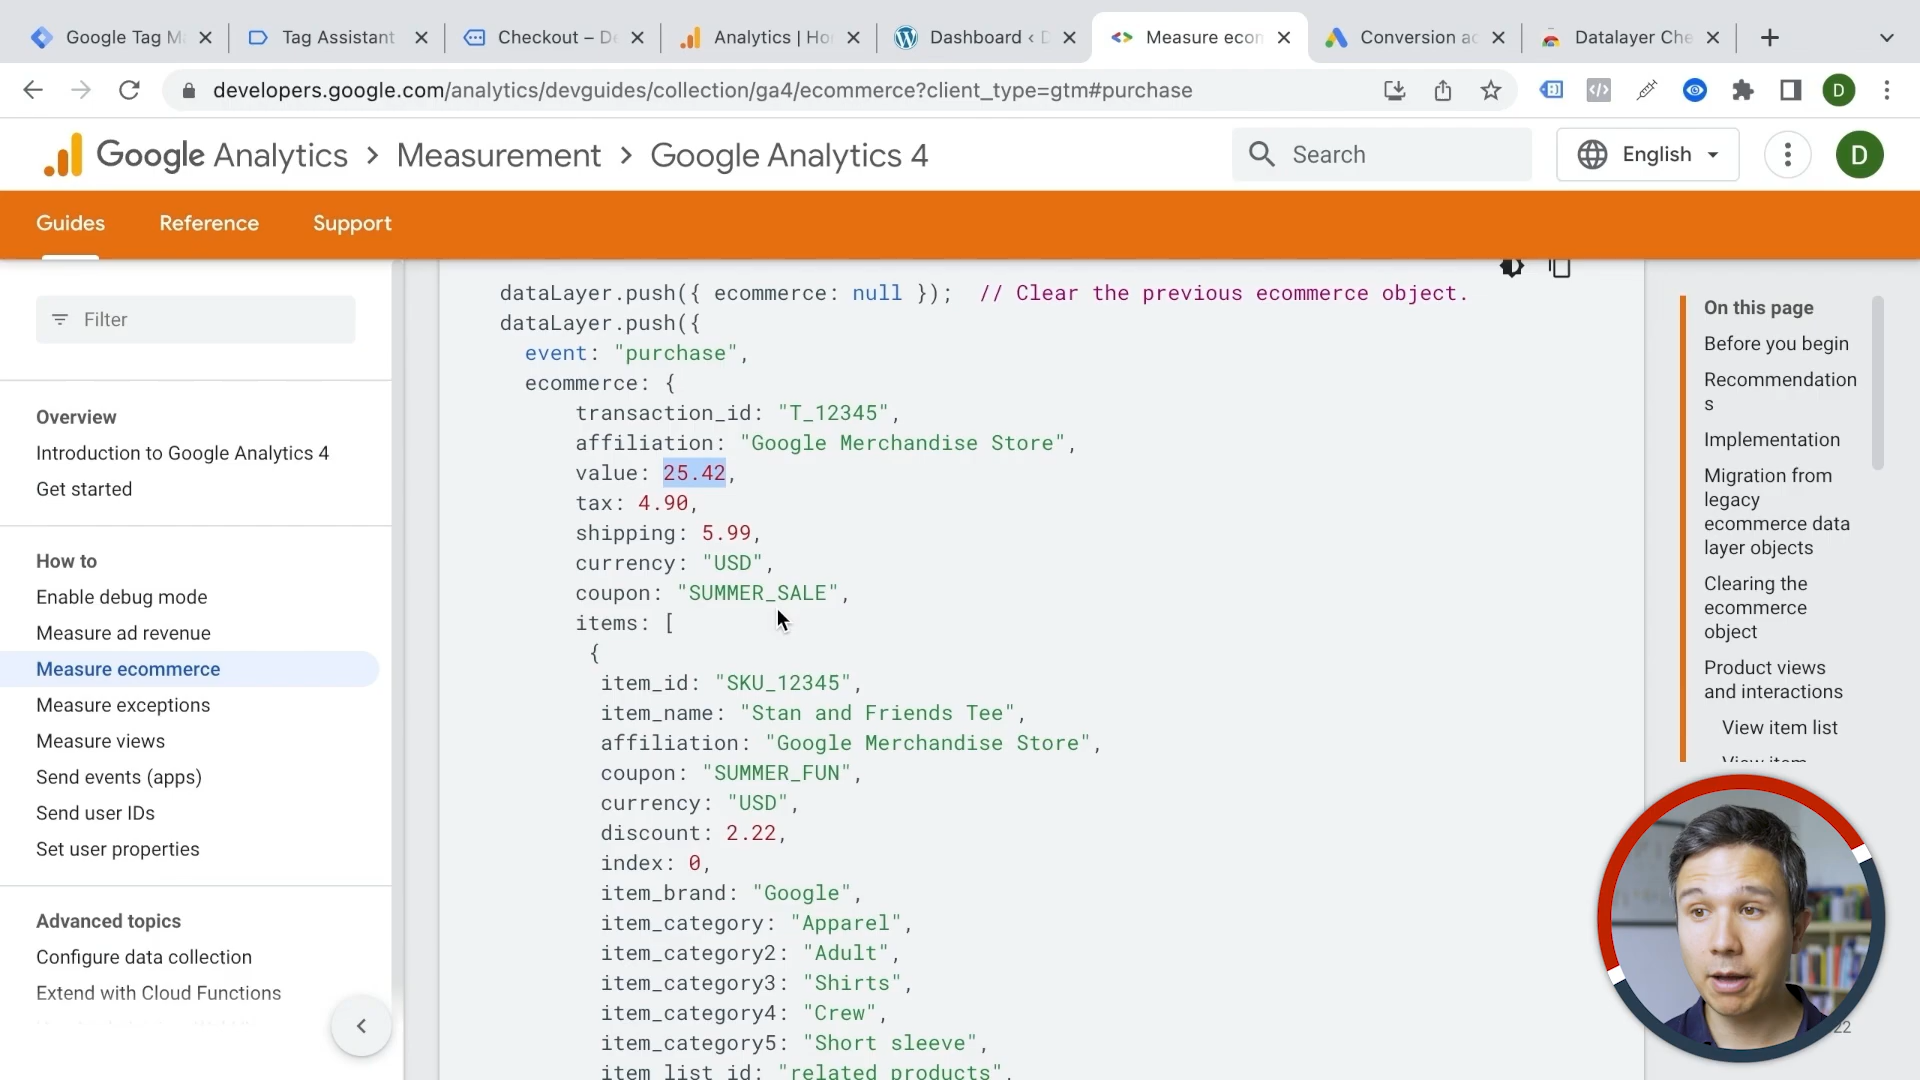 Google Tag Ma
Tag Assistant
Checkout – De
Analytics | Ho
Dashboard ‹ D
Measure econ
Conversion ac
Datalayer Che
developers.google.com/analytics/devguides/collection/ga4/ecommerce?client_type=gtm#purchase
D
Google Analytics > Measurement > Google Analytics 4
Search
English
D
Guides
Reference
Support
Filter
Overview
Introduction to Google Analytics 4
Get started
How to
Enable debug mode
Measure ad revenue
Measure ecommerce
Measure exceptions
Measure views
Send events (apps)
Send user IDs
Set user properties
Advanced topics
Configure data collection
Extend with Cloud Functions
dataLayer.push({ ecommerce: null });  // Clear the previous ecommerce object.
dataLayer.push({
event: "purchase",
ecommerce: {
transaction_id: "T_12345",
affiliation: "Google Merchandise Store",
value: 25.42,
tax: 4.90,
shipping: 5.99,
currency: "USD",
coupon: "SUMMER_SALE",
items: [
{
item_id: "SKU_12345",
item_name: "Stan and Friends Tee",
affiliation: "Google Merchandise Store",
coupon: "SUMMER_FUN",
currency: "USD",
discount: 2.22,
index: 0,
item_brand: "Google",
item_category: "Apparel",
item_category2: "Adult",
item_category3: "Shirts",
item_category4: "Crew",
item_category5: "Short sleeve",
item_list_id: "related_products",
On this page
Before you begin
Recommendation
s
Implementation
Migration from
legacy
ecommerce data
layer objects
Clearing the
ecommerce
object
Product views
and interactions
View item list
View item
22